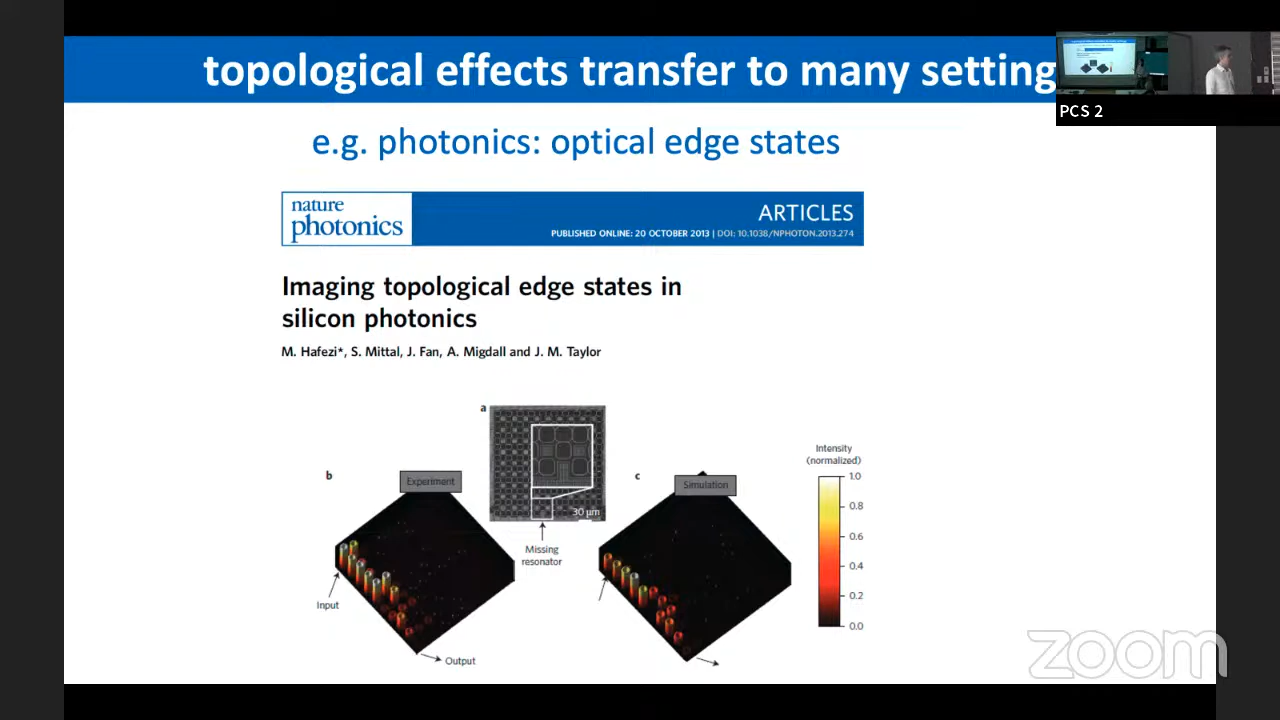 topological effects transfer to many setting
PCS 2
e.g. photonics: optical edge states
nature
photonics
ARTICLES
PUBLISHED ONLINE: 20 OCTOBER 2013 | DOI: 10.1038/NPHOTON.2013.274
Imaging topological edge states in
silicon photonics
M. Hafezi*, S. Mittal, J. Fan, A. Migdall and J. M. Taylor
a
30 µm
Missing
resonator
b
Experiment
Input
Output
c
Simulation
Intensity
(normalized)
1.0
0.8
0.6
0.4
0.2
0.0
zoom